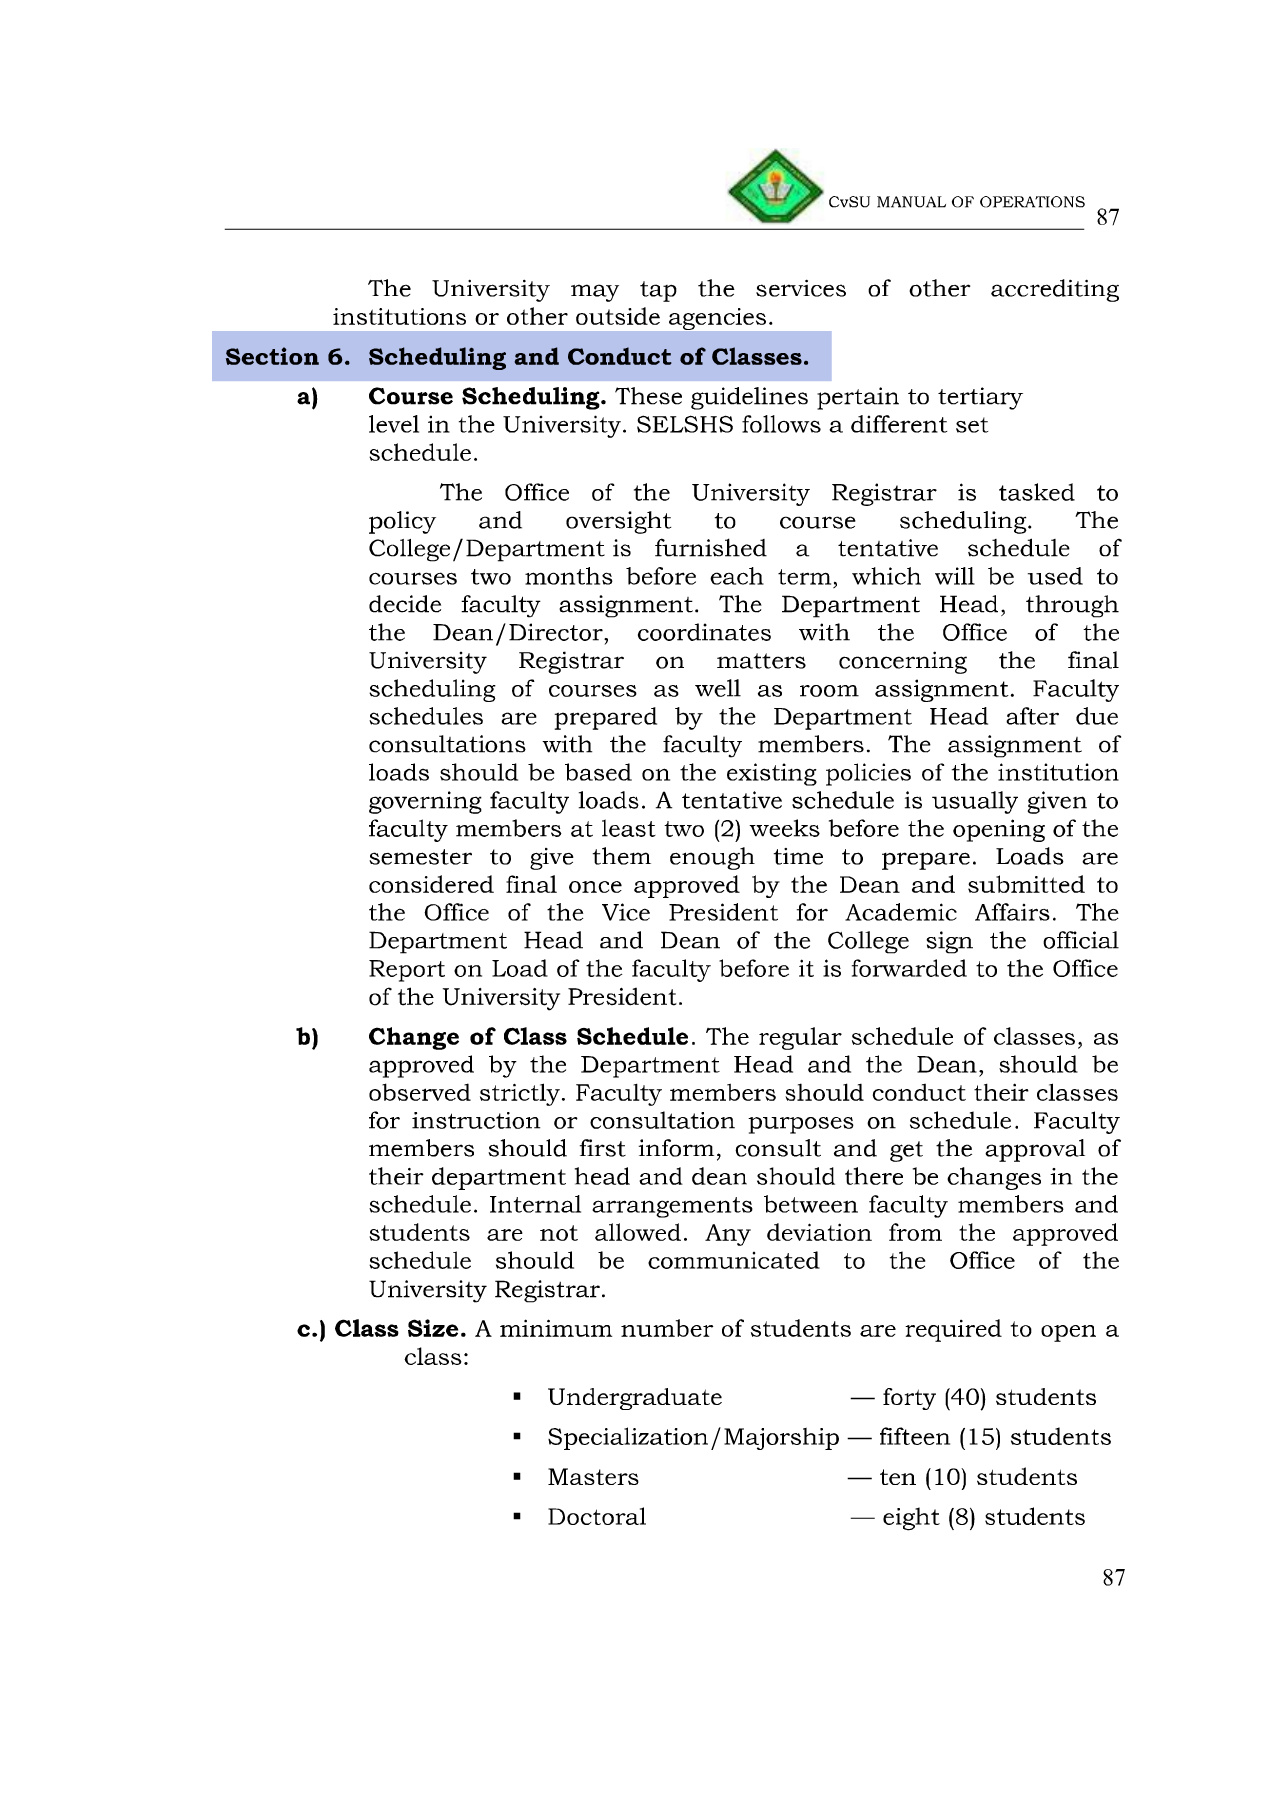 CvSU MANUAL OF OPERATIONS
87
The University may tap the services of other accrediting
institutions or other outside agencies.
Section 6. Scheduling and Conduct of Classes.
a) Course Scheduling. These guidelines pertain to tertiary
level in the University. SELSHS follows a different set
schedule.
The Office of the University Registrar is tasked to
policy and oversight to course scheduling. The
College/Department is furnished a tentative schedule of
courses two months before each term, which will be used to
decide faculty assignment. The Department Head, through
the Dean/Director, coordinates with the Office of the
University Registrar on matters concerning the final
scheduling of courses as well as room assignment. Faculty
schedules are prepared by the Department Head after due
consultations with the faculty members. The assignment of
loads should be based on the existing policies of the institution
governing faculty loads. A tentative schedule is usually given to
faculty members at least two (2) weeks before the opening of the
semester to give them enough time to prepare. Loads are
considered final once approved by the Dean and submitted to
the Office of the Vice President for Academic Affairs. The
Department Head and Dean of the College sign the official
Report on Load of the faculty before it is forwarded to the Office
of the University President.
b) Change of Class Schedule. The regular schedule of classes, as
approved by the Department Head and the Dean, should be
observed strictly. Faculty members should conduct their classes
for instruction or consultation purposes on schedule. Faculty
members should first inform, consult and get the approval of
their department head and dean should there be changes in the
schedule. Internal arrangements between faculty members and
students are not allowed. Any deviation from the approved
schedule should be communicated to the Office of the
University Registrar.
c.) Class Size. A minimum number of students are required to open a
class:
▪ Undergraduate — forty (40) students
▪ Specialization/Majorship — fifteen (15) students
▪ Masters — ten (10) students
▪ Doctoral — eight (8) students
87